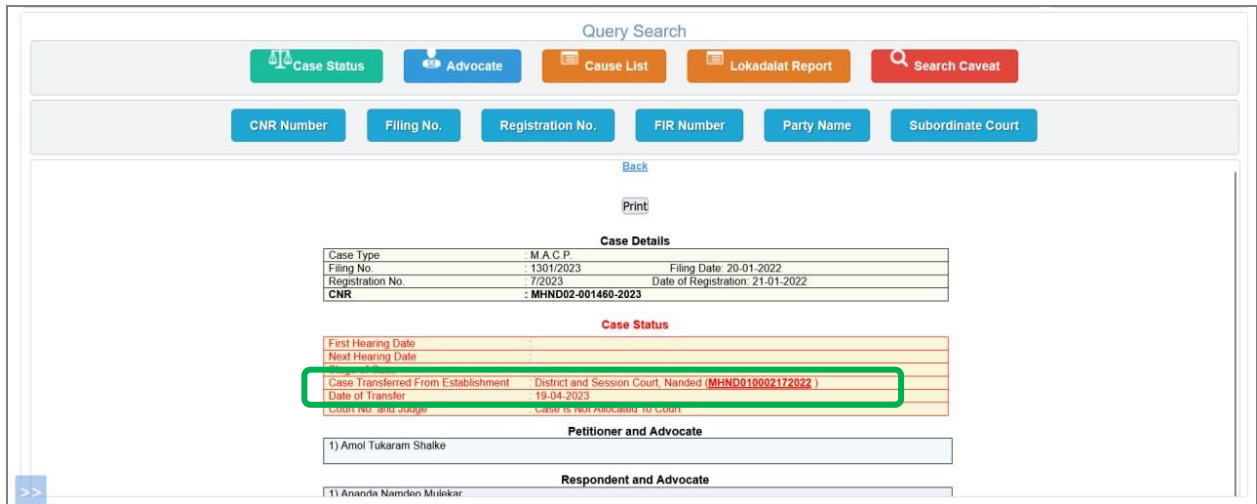 Query Search
Case Status Advocate Cause List Lokadalat Report Search Caveat
CNR Number Filing No. Registration No. FIR Number Party Name Subordinate Court
Back
Print
Case Details
Case Type : M.A.C.P.
Filing No. : 1301/2023 Filing Date: 20-01-2022
Registration No. : 7/2023 Date of Registration: 21-01-2022
CNR : MHND02-001460-2023
Case Status
First Hearing Date :
Next Hearing Date :
Case Transferred From Establishment : District and Session Court, Nanded (MHND010002172022 )
Date of Transfer : 19-04-2023
Court No. and Judge : Case Is Not Allocated To Court
Petitioner and Advocate
1) Amol Tukaram Shalke
Respondent and Advocate
1) Ananda Namdeo Mulekar
>>